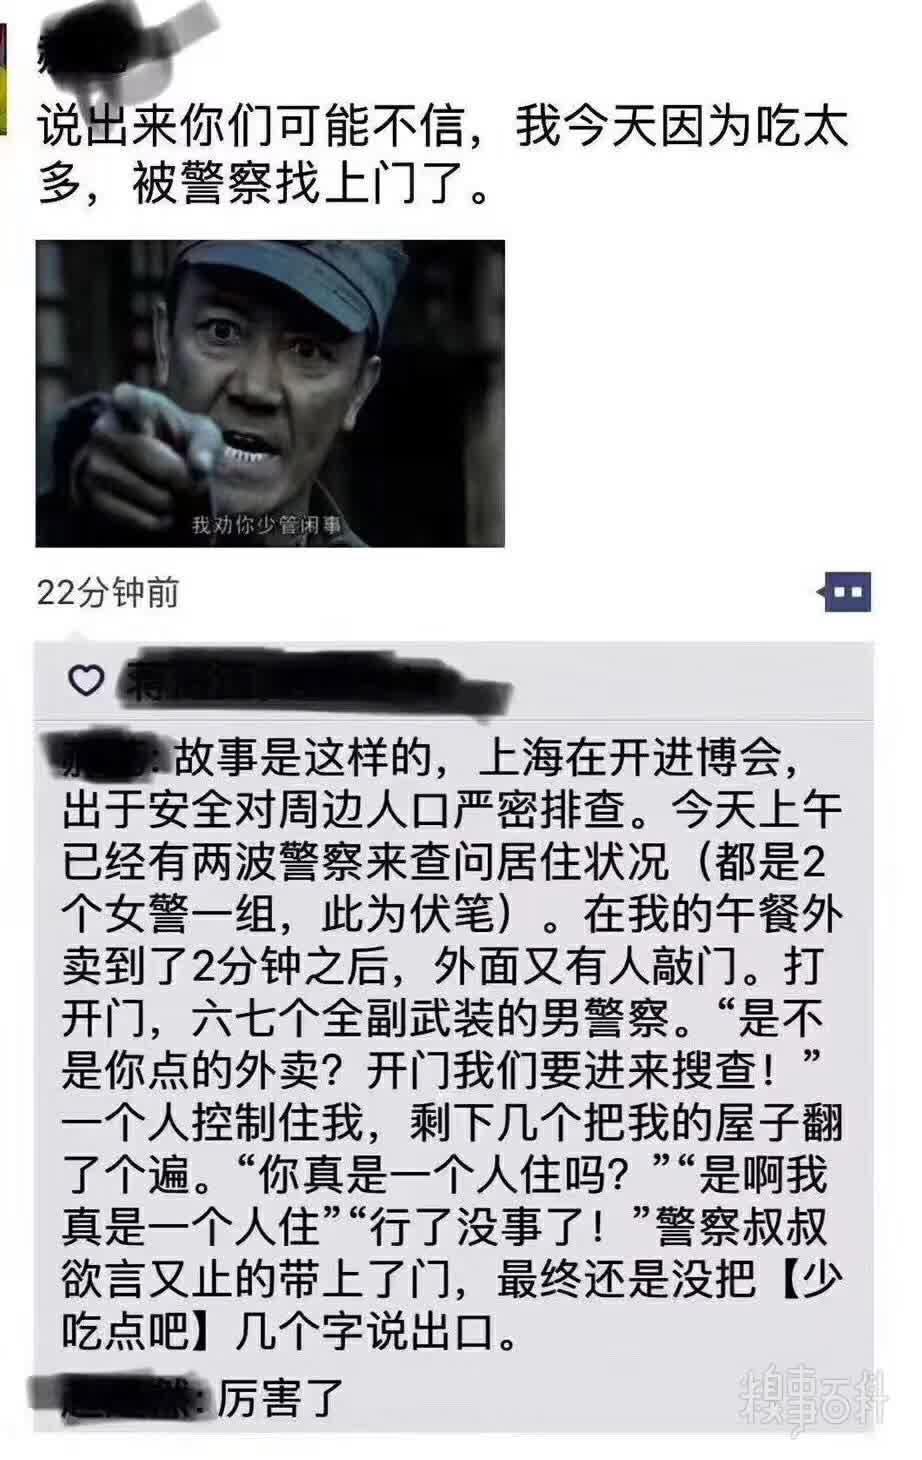 说出来你们可能不信，我今天因为吃太
多，被警察找上门了。
我劝你少管闲事
22分钟前
故事是这样的，上海在开进博会，
出于安全对周边人口严密排查。今天上午
已经有两波警察来查问居住状况（都是2
个女警一组，此为伏笔）。在我的午餐外
卖到了2分钟之后，外面又有人敲门。打
开门，六七个全副武装的男警察。“是不
是你点的外卖？开门我们要进来搜查！”
一个人控制住我，剩下几个把我的屋子翻
了个遍。“你真是一个人住吗？”“是啊我
真是一个人住”“行了没事了！”警察叔叔
欲言又止的带上了门，最终还是没把【少
吃点吧】几个字说出口。
: 厉害了
糗事百科